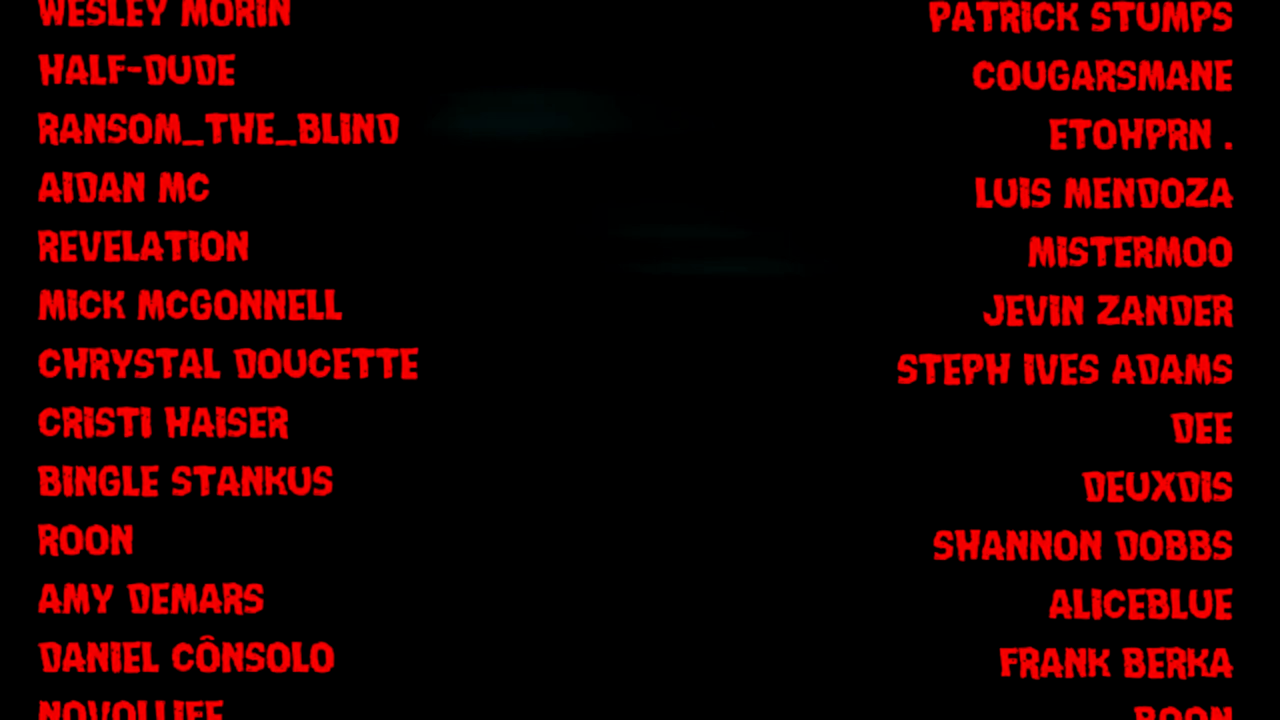 WESLEY MORIN
HALF-DUDE
RANSOM_THE_BLIND
AIDAN MC
REVELATION
MICK MCGONNELL
CHRYSTAL DOUCETTE
CRISTI HAISER
BINGLE STANKUS
ROON
AMY DEMARS
DANIEL CÔNSOLO
PATRICK STUMPS
COUGARSMANE
ETOHPRN .
LUIS MENDOZA
MISTERMOO
JEVIN ZANDER
STEPH IVES ADAMS
DEE
DEUXDIS
SHANNON DOBBS
ALICEBLUE
FRANK BERKA